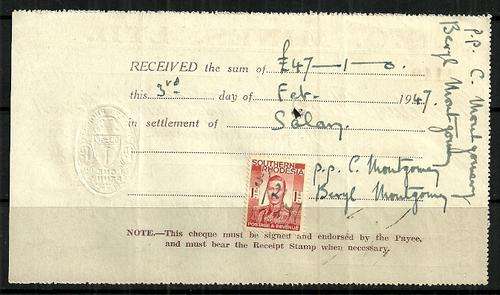 RECEIVED the sum of £47—1—0.
this 3rd day of Feb. 1947.
in settlement of Salary.
p.p. C. Montgomery
Beryl Montgomery
SOUTHERN
RHODESIA
POSTAGE & REVENUE
NOTE.—This cheque must be signed and endorsed by the Payee,
and must bear the Receipt Stamp when necessary.
p.p. C. Montgomery
Beryl Montgomery